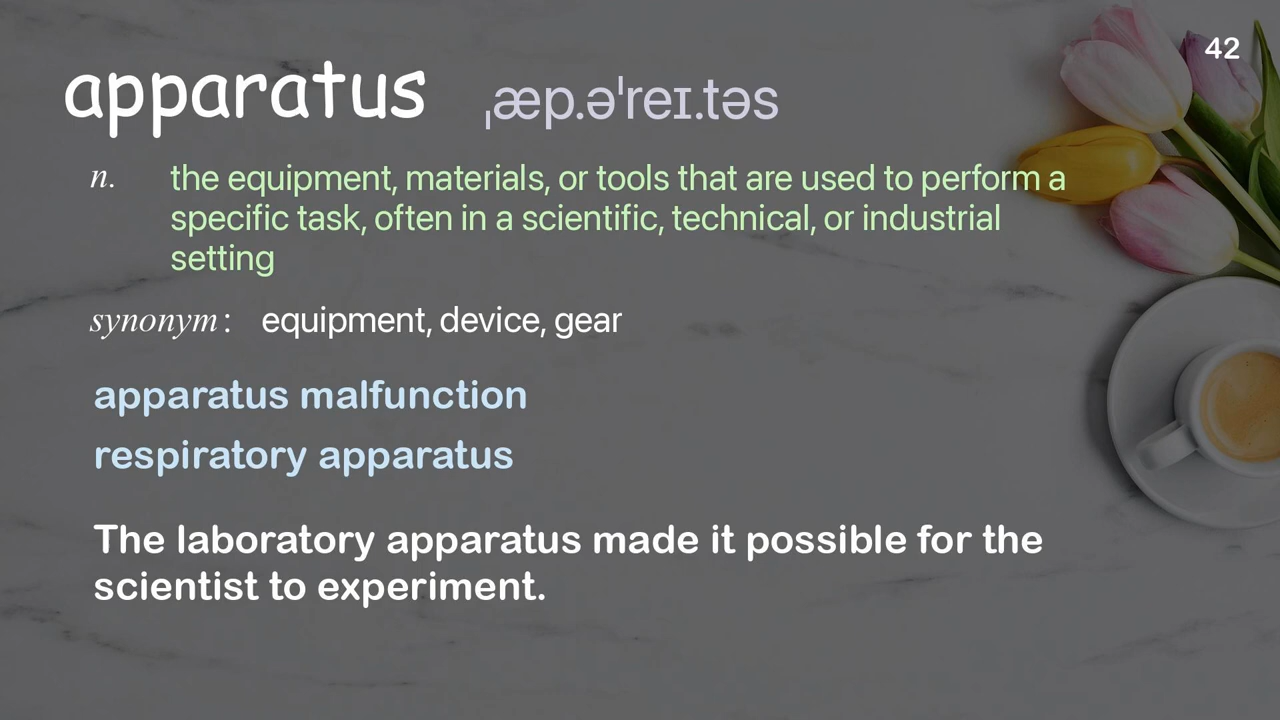 42
apparatus ˌæp.əˈreɪ.təs
n. the equipment, materials, or tools that are used to perform a
specific task, often in a scientific, technical, or industrial
setting
synonym: equipment, device, gear
apparatus malfunction
respiratory apparatus
The laboratory apparatus made it possible for the
scientist to experiment.